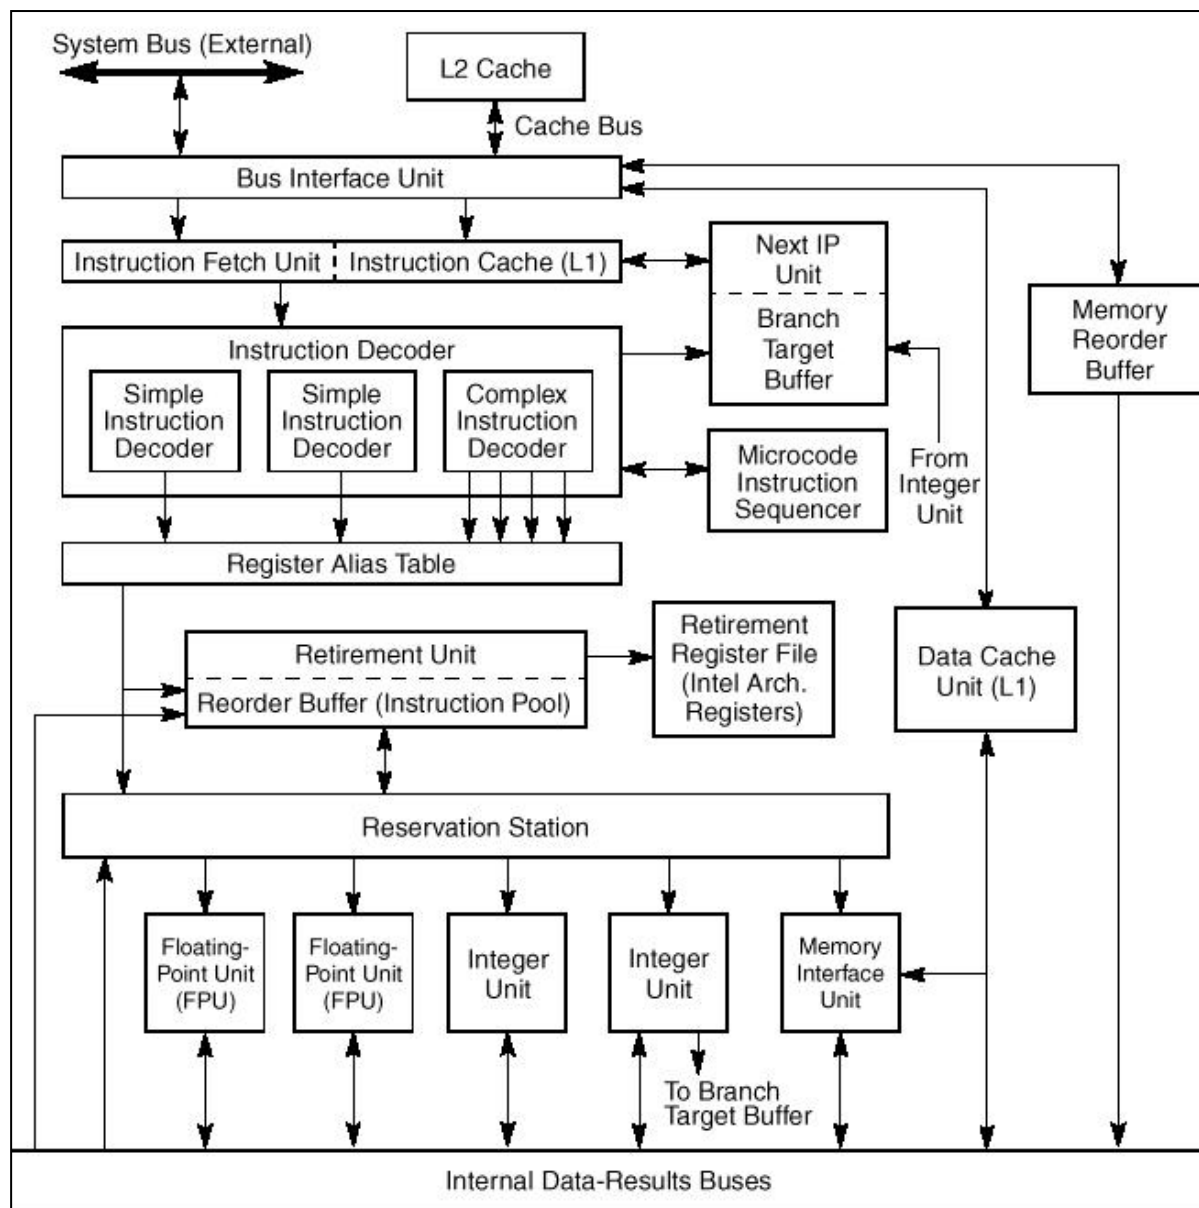 System Bus (External)
L2 Cache
Cache Bus
Bus Interface Unit
Instruction Fetch Unit
Instruction Cache (L1)
Next IP
Unit
Branch
Target
Buffer
Memory
Reorder
Buffer
Instruction Decoder
Simple
Instruction
Decoder
Simple
Instruction
Decoder
Complex
Instruction
Decoder
Microcode
Instruction
Sequencer
From
Integer
Unit
Register Alias Table
Retirement Unit
Reorder Buffer (Instruction Pool)
Retirement
Register File
(Intel Arch.
Registers)
Data Cache
Unit (L1)
Reservation Station
Floating-
Point Unit
(FPU)
Floating-
Point Unit
(FPU)
Integer
Unit
Integer
Unit
Memory
Interface
Unit
To Branch
Target Buffer
Internal Data-Results Buses